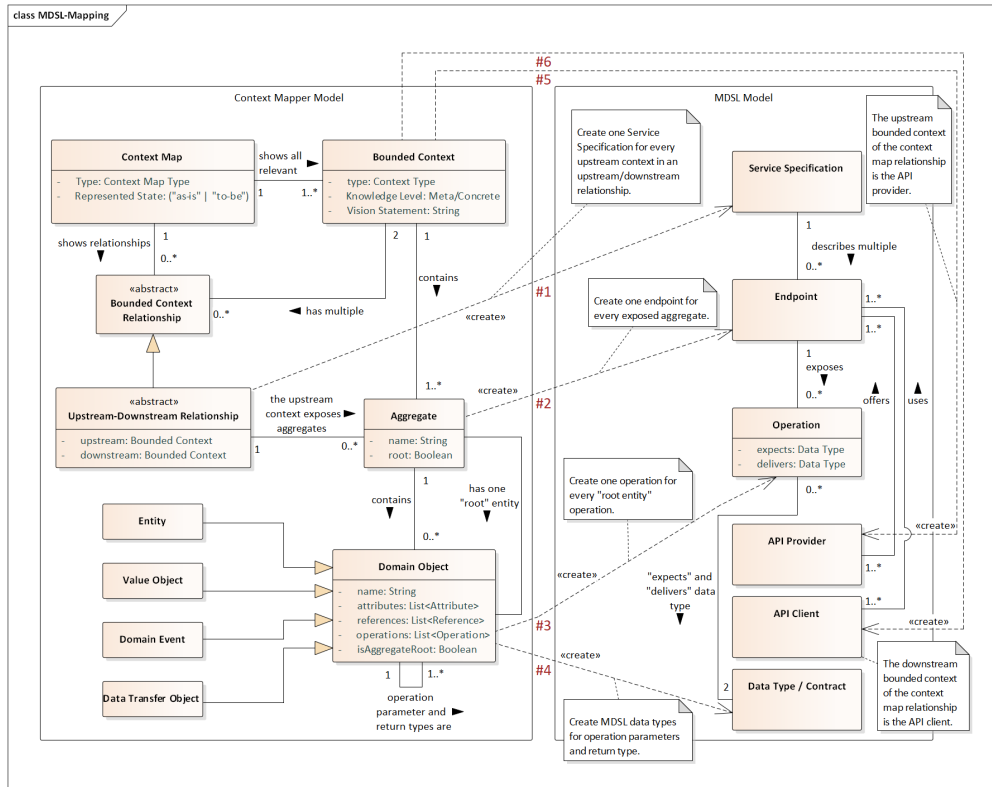 class MDSL-Mapping
#6
#5
Context Mapper Model
MDSL Model
Context Map
- Type: Context Map Type
- Represented State: ("as-is" | "to-be")
shows all
relevant
1
1..*
Bounded Context
- type: Context Type
- Knowledge Level: Meta/Concrete
- Vision Statement: String
Create one Service
Specification for every
upstream context in an
upstream/downstream
relationship.
Service Specification
The upstream
bounded context
of the context
map relationship
is the API
provider.
1
shows relationships
0..*
2
1
contains
1
describes multiple
0..*
«abstract»
Bounded Context
Relationship
0..*
has multiple
#1
«create»
Create one endpoint for
every exposed aggregate.
Endpoint
1..*
1..*
1
exposes
0..*
offers
uses
«abstract»
Upstream-Downstream Relationship
- upstream: Bounded Context
- downstream: Bounded Context
the upstream
context exposes
aggregates
1
0..*
1..*
Aggregate
- name: String
- root: Boolean
«create»
#2
Operation
- expects: Data Type
- delivers: Data Type
1
contains
0..*
has one
"root" entity
Create one operation for
every "root entity"
operation.
0..*
Entity
Value Object
Domain Event
Data Transfer Object
Domain Object
- name: String
- attributes: List<Attribute>
- references: List<Reference>
- operations: List<Operation>
- isAggregateRoot: Boolean
«create»
#3
"expects" and
"delivers" data
type
API Provider
«create»
1..*
API Client
1..*
«create»
#4
«create»
1
1..*
operation
parameter and
return types are
Create MDSL data types
for operation parameters
and return type.
2
Data Type / Contract
The downstream
bounded context
of the context
map relationship
is the API client.